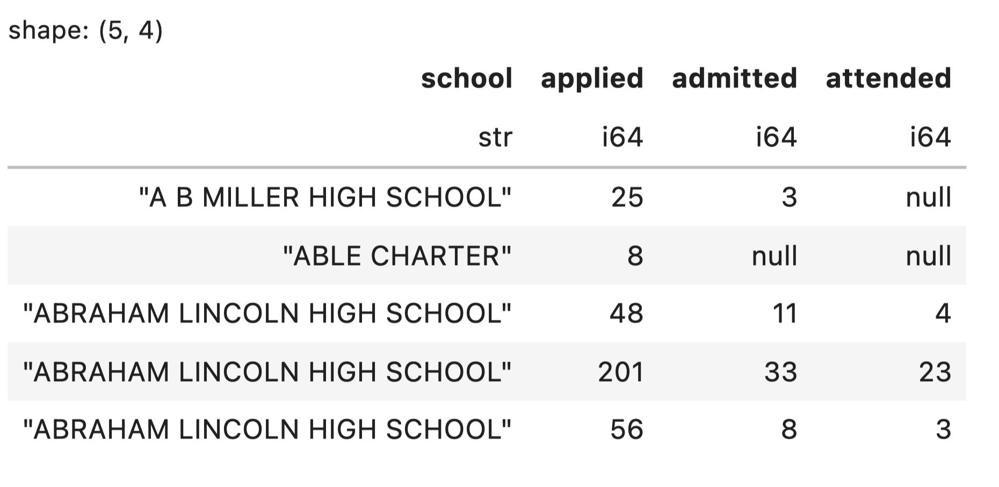 shape: (5, 4)
school applied admitted attended
str i64 i64 i64
"A B MILLER HIGH SCHOOL" 25 3 null
"ABLE CHARTER" 8 null null
"ABRAHAM LINCOLN HIGH SCHOOL" 48 11 4
"ABRAHAM LINCOLN HIGH SCHOOL" 201 33 23
"ABRAHAM LINCOLN HIGH SCHOOL" 56 8 3